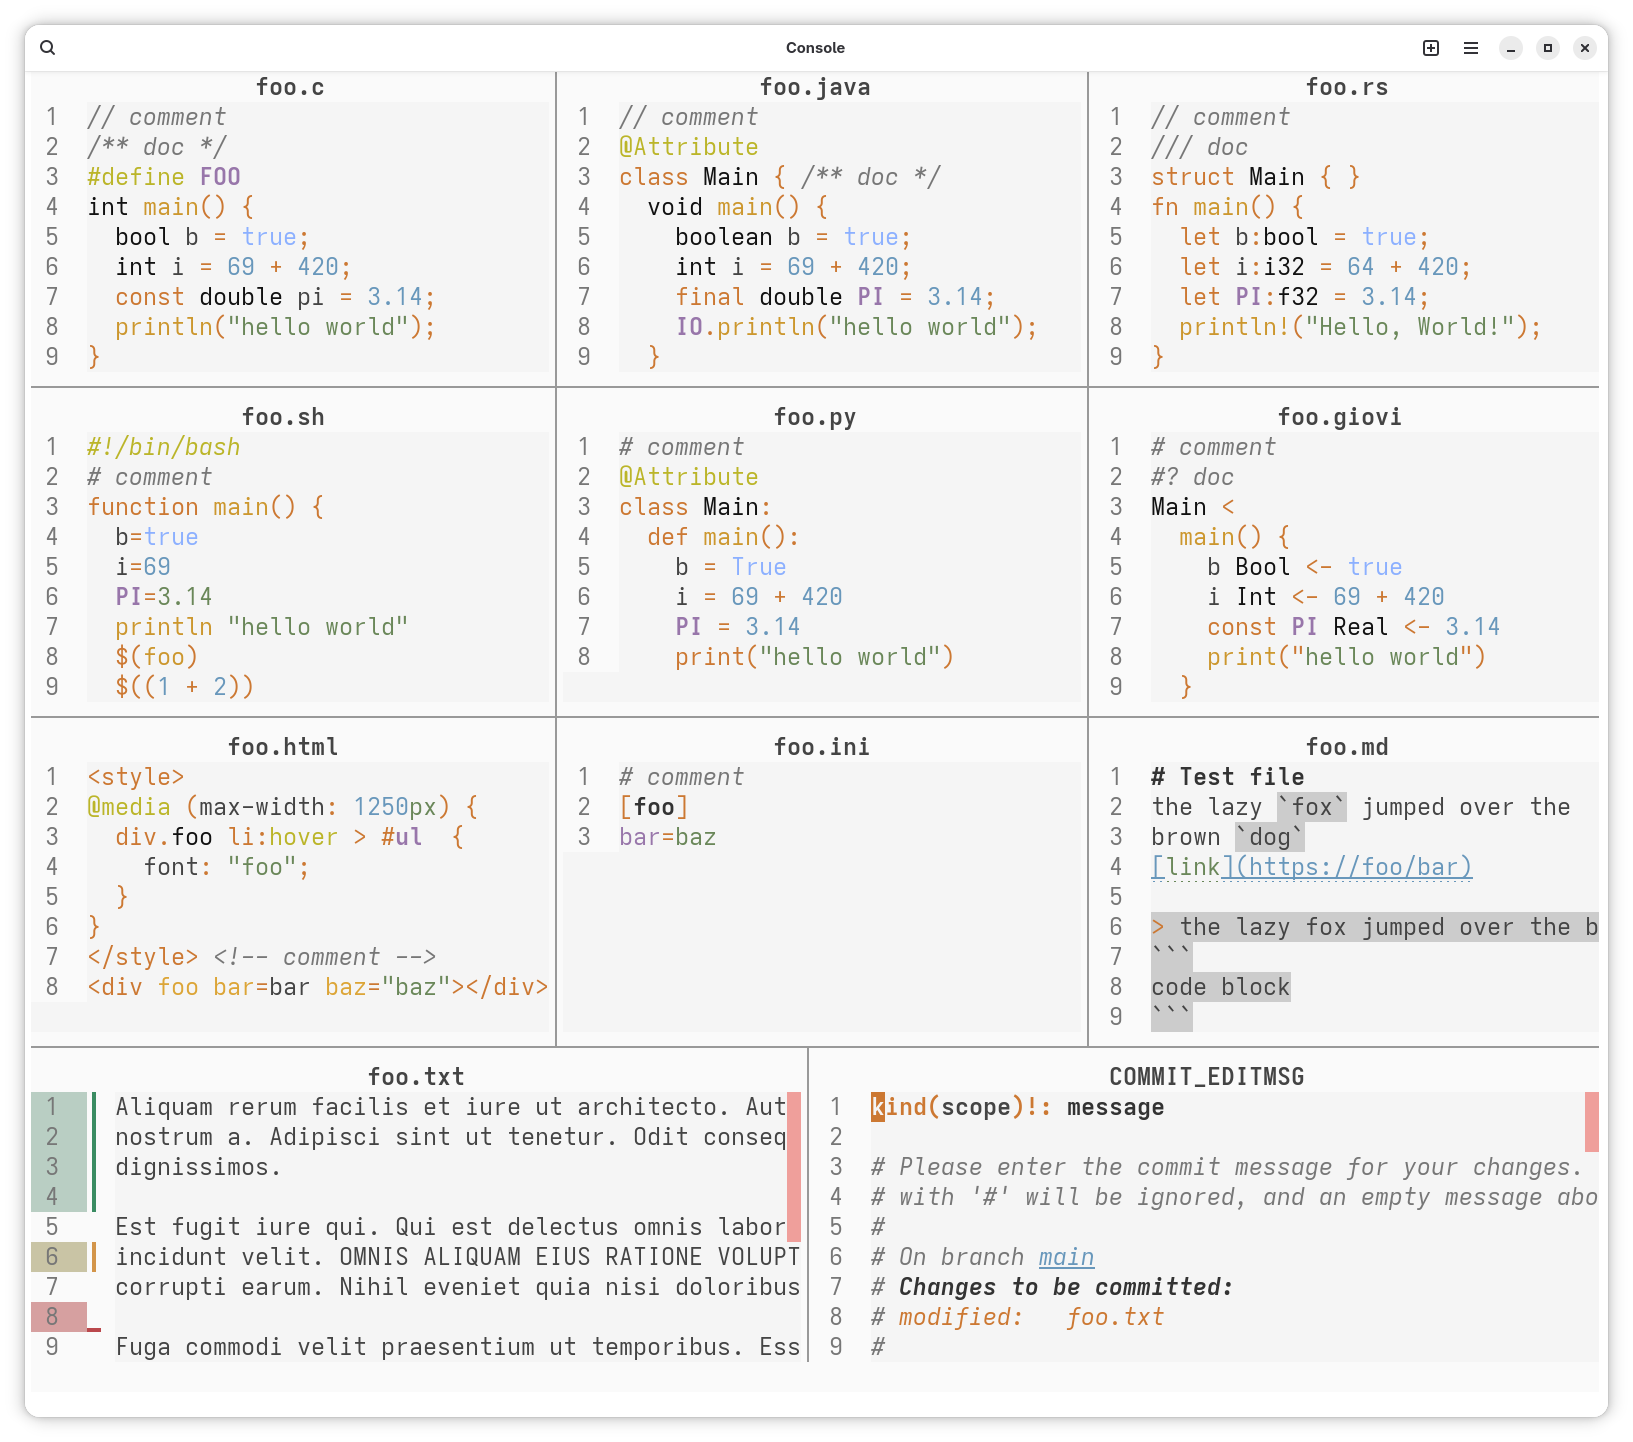 Console
foo.c
1 // comment
2 /** doc */
3 #define FOO
4 int main() {
5   bool b = true;
6   int i = 69 + 420;
7   const double pi = 3.14;
8   println("hello world");
9 }
foo.java
1 // comment
2 @Attribute
3 class Main { /** doc */
4   void main() {
5     boolean b = true;
6     int i = 69 + 420;
7     final double PI = 3.14;
8     IO.println("hello world");
9   }
foo.rs
1 // comment
2 /// doc
3 struct Main { }
4 fn main() {
5   let b:bool = true;
6   let i:i32 = 64 + 420;
7   let PI:f32 = 3.14;
8   println!("Hello, World!");
9 }
foo.sh
1 #!/bin/bash
2 # comment
3 function main() {
4   b=true
5   i=69
6   PI=3.14
7   println "hello world"
8   $(foo)
9   $((1 + 2))
foo.py
1 # comment
2 @Attribute
3 class Main:
4   def main():
5     b = True
6     i = 69 + 420
7     PI = 3.14
8     print("hello world")
foo.giovi
1 # comment
2 #? doc
3 Main <
4   main() {
5     b Bool <- true
6     i Int <- 69 + 420
7     const PI Real <- 3.14
8     print("hello world")
9   }
foo.html
1 <style>
2 @media (max-width: 1250px) {
3   div.foo li:hover > #ul  {
4     font: "foo";
5   }
6 }
7 </style> <!-- comment -->
8 <div foo bar=bar baz="baz"></div>
foo.ini
1 # comment
2 [foo]
3 bar=baz
foo.md
1 # Test file
2 the lazy `fox` jumped over the
3 brown `dog`
4 [link](https://foo/bar)
5
6 > the lazy fox jumped over the b
7 ```
8 code block
9 ```
foo.txt
1 Aliquam rerum facilis et iure ut architecto. Aut
2 nostrum a. Adipisci sint ut tenetur. Odit conseq
3 dignissimos.
4
5 Est fugit iure qui. Qui est delectus omnis labor
6 incidunt velit. OMNIS ALIQUAM EIUS RATIONE VOLUPT
7 corrupti earum. Nihil eveniet quia nisi doloribus
8
9 Fuga commodi velit praesentium ut temporibus. Ess
COMMIT_EDITMSG
1 kind(scope)!: message
2
3 # Please enter the commit message for your changes.
4 # with '#' will be ignored, and an empty message abo
5 #
6 # On branch main
7 # Changes to be committed:
8 # modified:   foo.txt
9 #